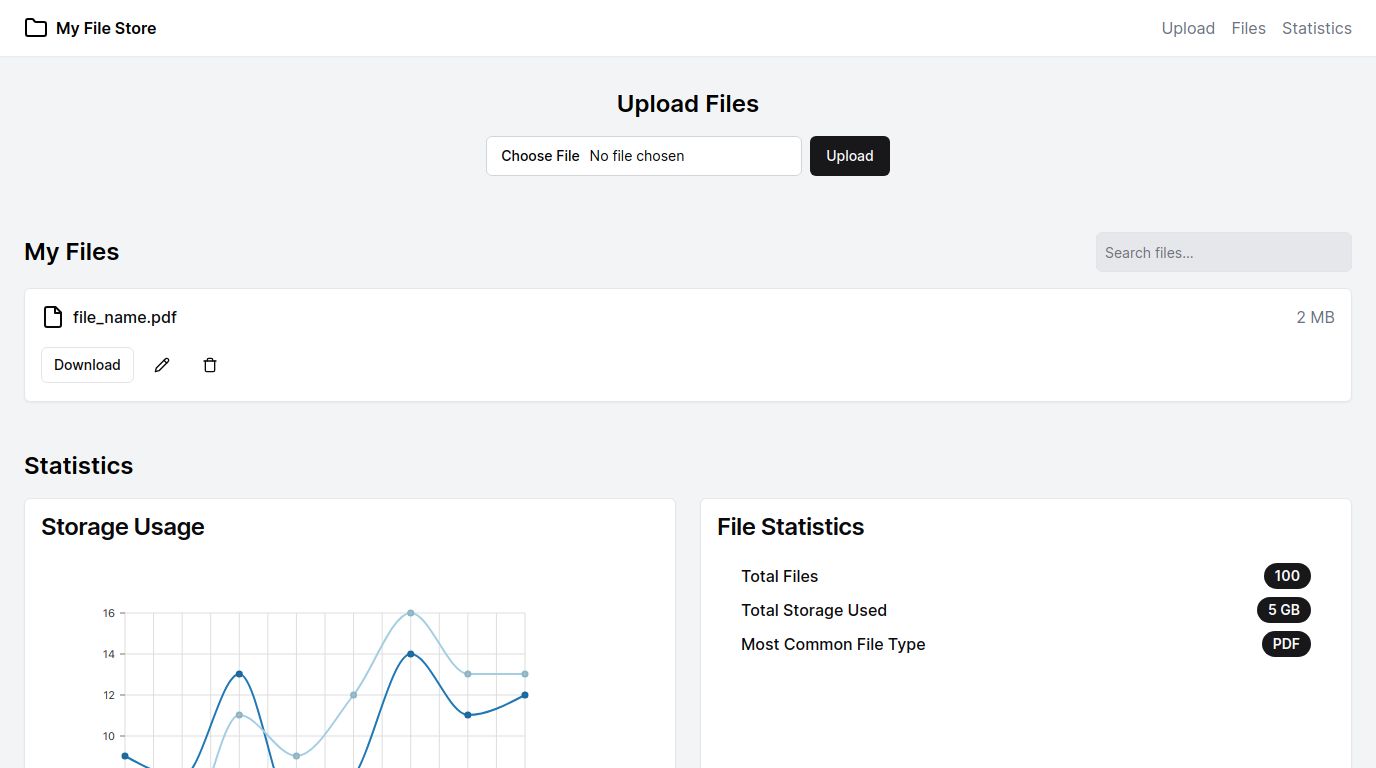 My File Store
Upload Files Statistics
Upload Files
Choose File No file chosen
Upload
My Files
Search files...
file_name.pdf
2 MB
Download
Statistics
Storage Usage
16
14
12
10
File Statistics
Total Files 100
Total Storage Used 5 GB
Most Common File Type PDF